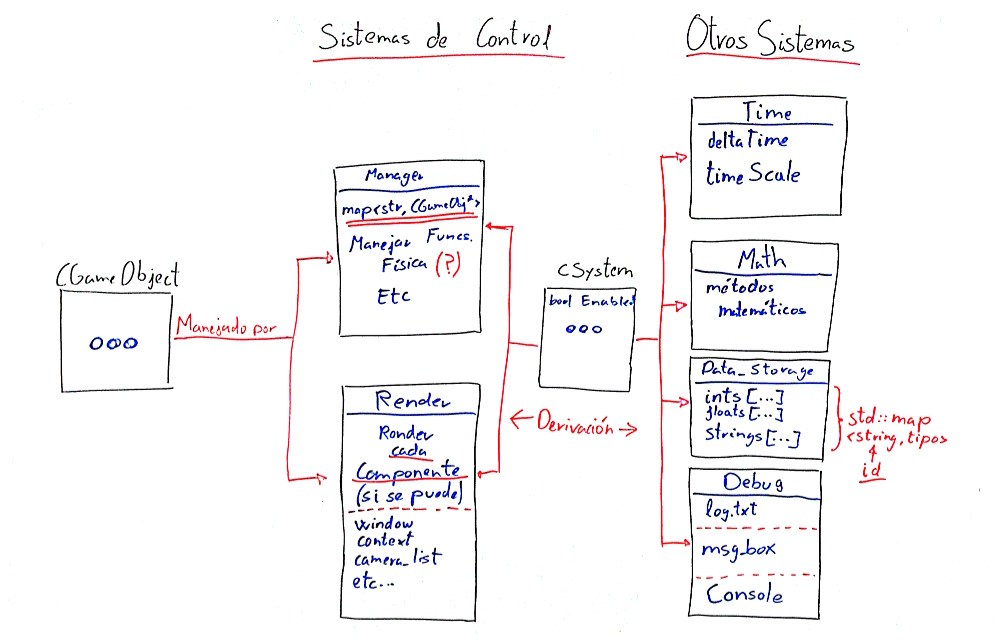 Sistemas de Control
Otros Sistemas
CGameObject
ooo
Manejado por
Manager
map<str, CGameObj*>
Manejar Funcs.
Física (?)
Etc
Render
Render
cada
Componente
(si se puede)
window
context
camera_list
etc...
cSystem
bool Enabled
ooo
Derivación
Time
deltaTime
timeScale
Math
métodos
matemáticos
Data_Storage
ints[...]
floats[...]
strings[...]
std::map
<string, tipo>
id
Debug
log.txt
msg_box
Console